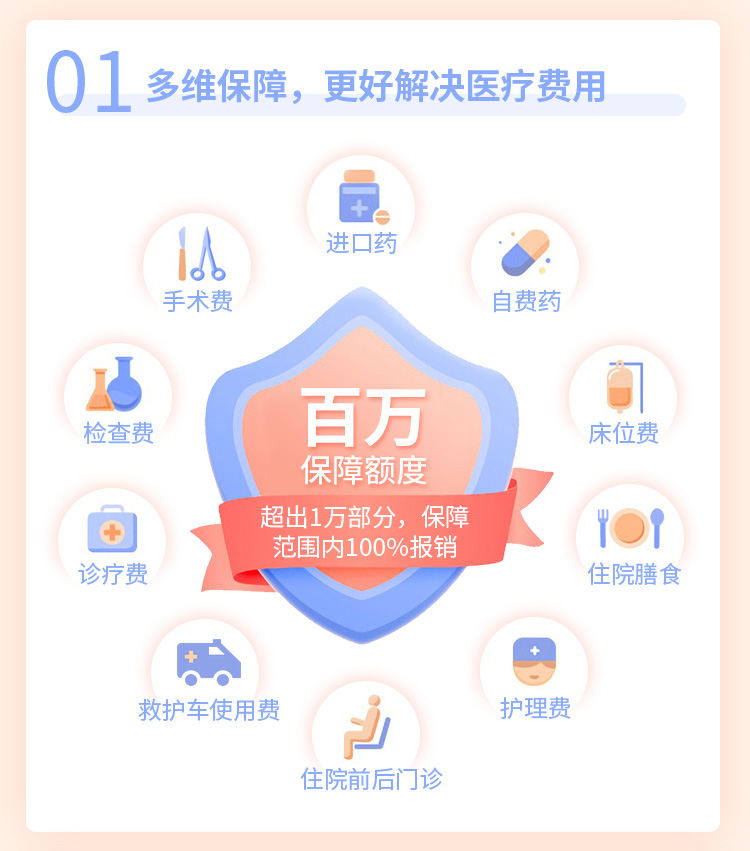 01 多维保障，更好解决医疗费用
进口药
手术费
自费药
检查费
床位费
百万
保障额度
超出1万部分，保障
范围内100%报销
诊疗费
住院膳食
救护车使用费
护理费
住院前后门诊